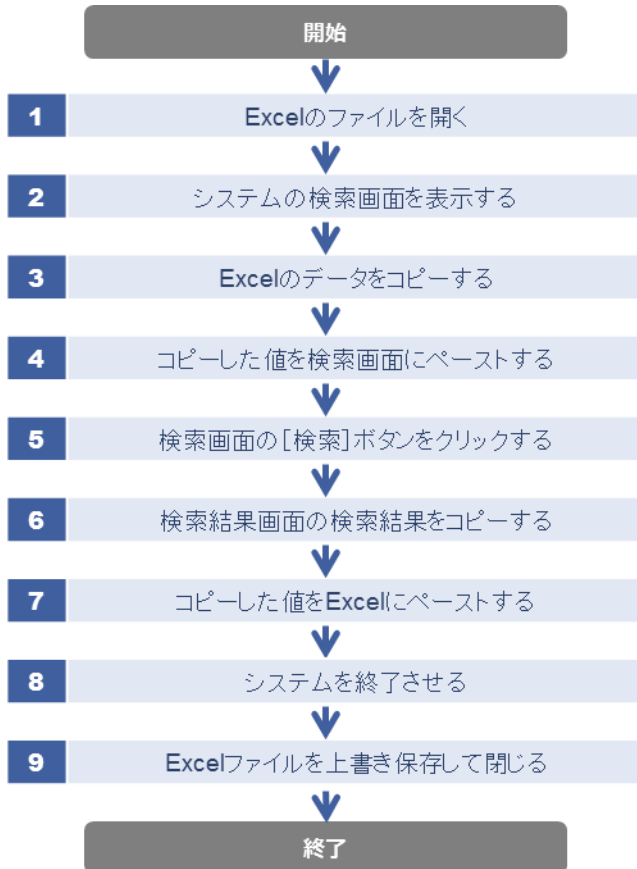 開始
1 Excelのファイルを開く
2 システムの検索画面を表示する
3 Excelのデータをコピーする
4 コピーした値を検索画面にペーストする
5 検索画面の[検索]ボタンをクリックする
6 検索結果画面の検索結果をコピーする
7 コピーした値をExcelにペーストする
8 システムを終了させる
9 Excelファイルを上書き保存して閉じる
終了